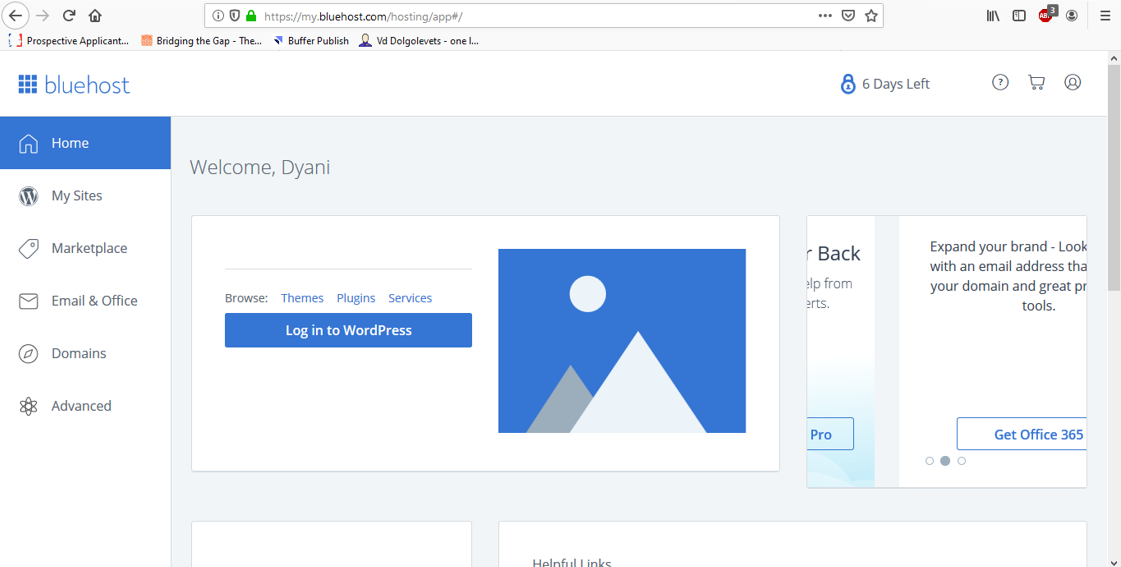 https://my.bluehost.com/hosting/app#/
3
Prospective Applicant... Bridging the Gap - The... Buffer Publish Vd Dolgolevets - one l...
bluehost
6 Days Left
Home
My Sites
Marketplace
Email & Office
Domains
Advanced
Welcome, Dyani
Browse: Themes Plugins Services
Log in to WordPress
r Back
elp from
erts.
Pro
Expand your brand - Look
with an email address tha
your domain and great pr
tools.
Get Office 365
Helpful Links